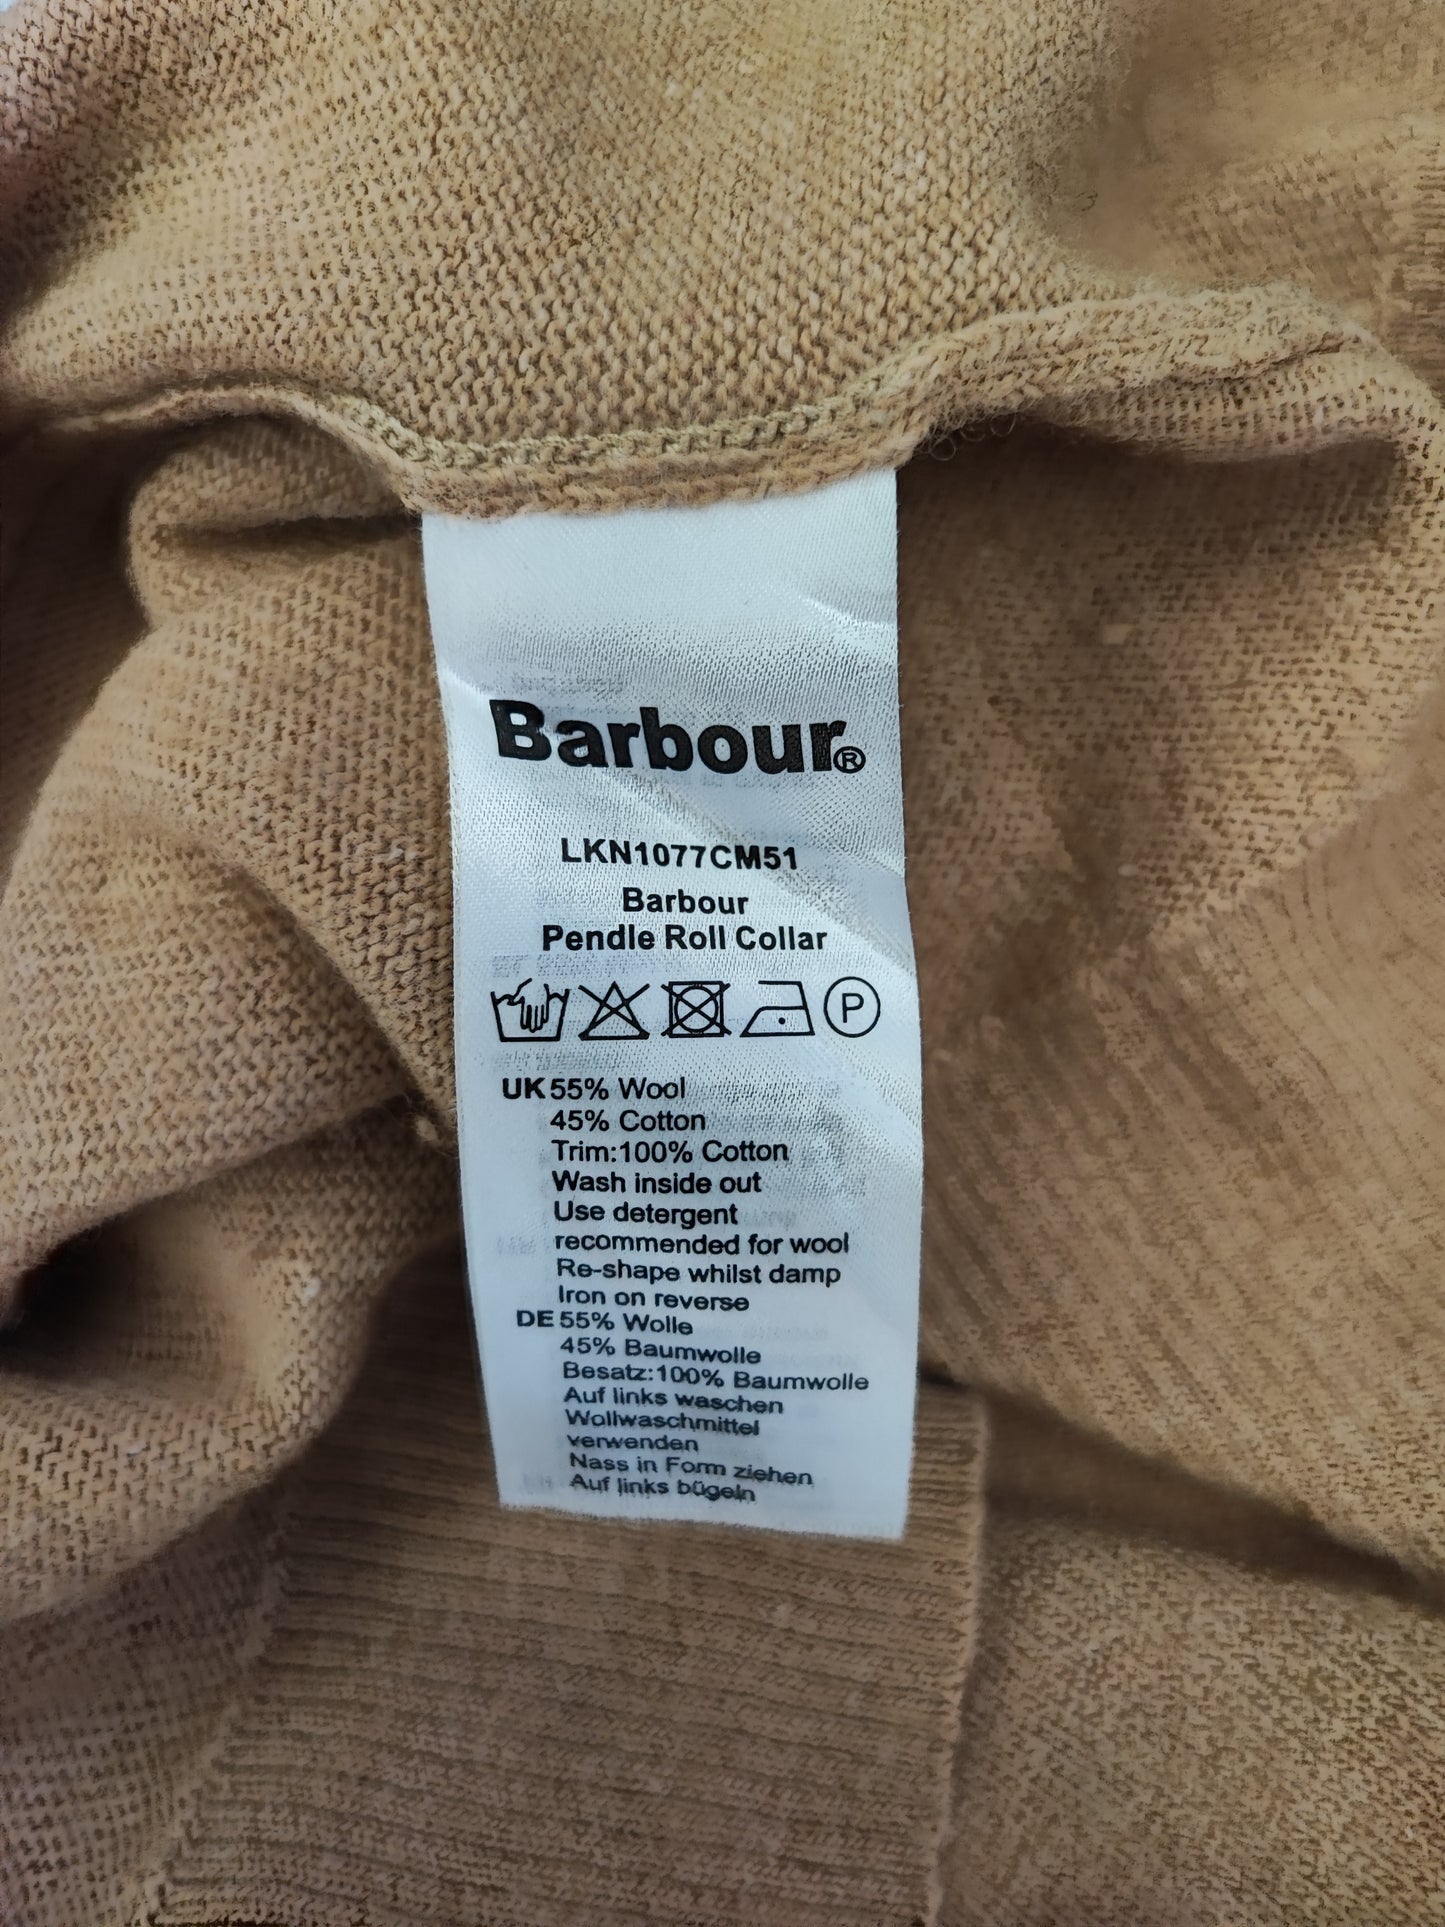 Barbour®
LKN1077CM51
Barbour
Pendle Roll Collar
P
UK 55% Wool
45% Cotton
Trim:100% Cotton
Wash inside out
Use detergent
recommended for wool
Re-shape whilst damp
Iron on reverse
DE 55% Wolle
45% Baumwolle
Besatz:100% Baumwolle
Auf links waschen
Wollwaschmittel
verwenden
Nass in Form ziehen
Auf links bügeln